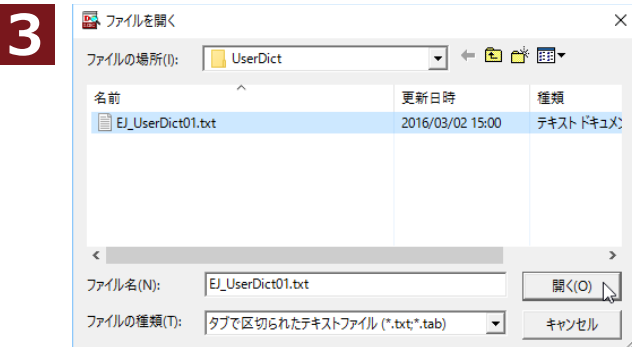 3
ファイルを開く
ファイルの場所(I): UserDict
名前 更新日時 種類
EJ_UserDict01.txt 2016/03/02 15:00 テキスト ドキュメン
ファイル名(N): EJ_UserDict01.txt 開く(O)
ファイルの種類(T): タブで区切られたテキストファイル (*.txt;*.tab) キャンセル